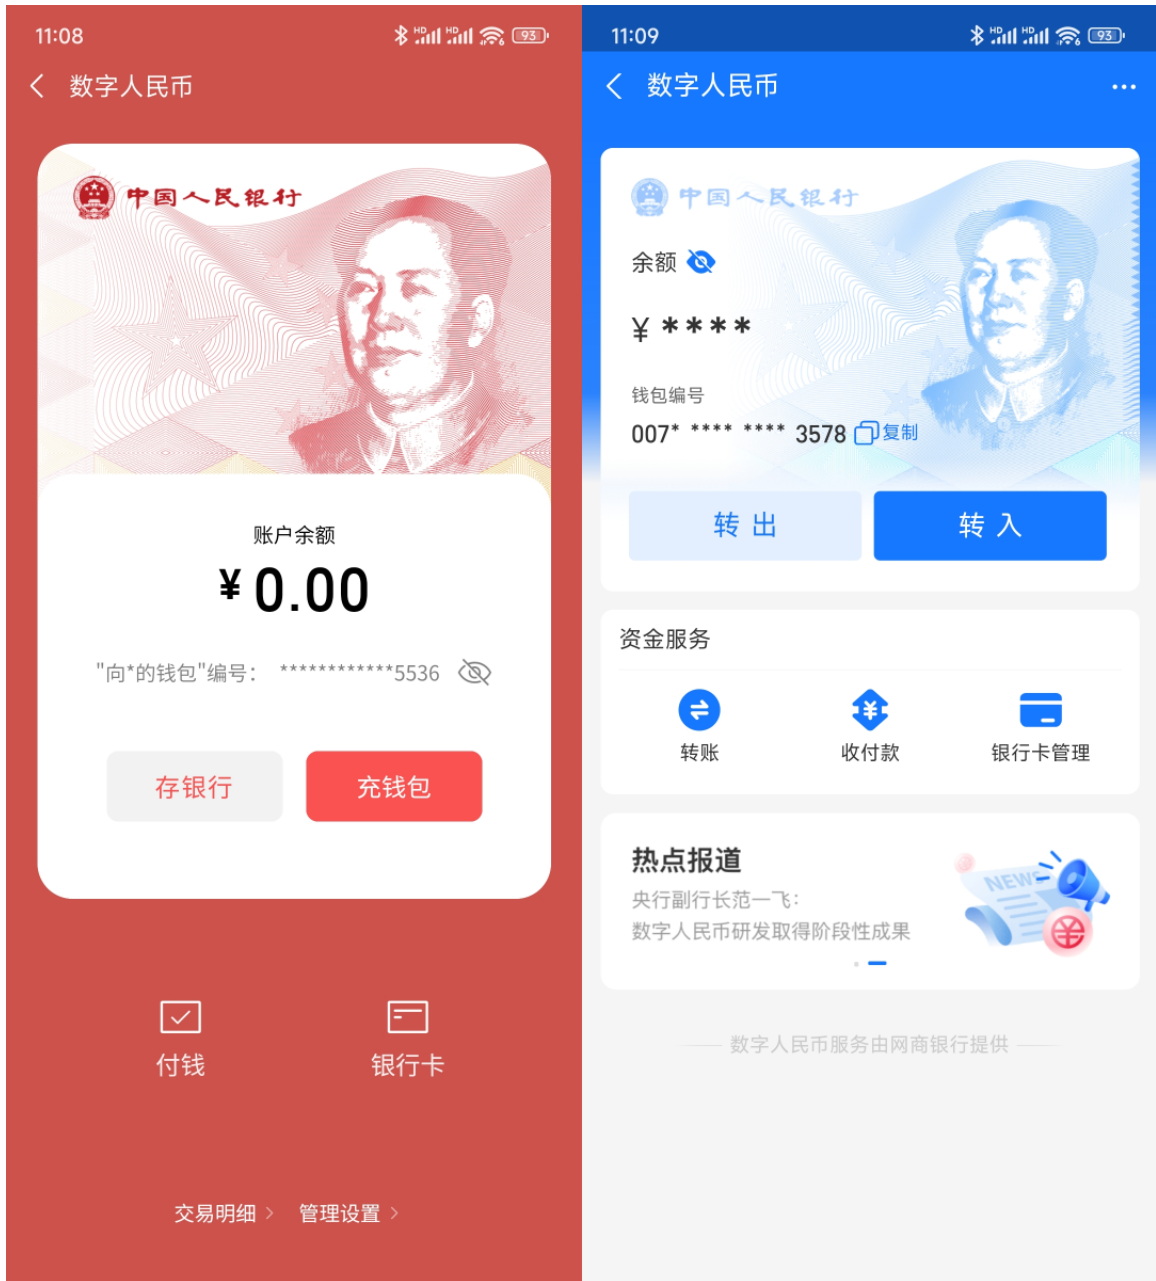 11:08
HD HD 93
数字人民币
中国人民银行
账户余额
¥ 0.00
"向*的钱包"编号： ************5536
存银行 充钱包
付钱 银行卡
交易明细 管理设置
11:09
HD HD 93
数字人民币
中国人民银行
余额
¥ ****
钱包编号
007* **** **** 3578 复制
转出 转入
资金服务
转账 收付款 银行卡管理
热点报道
央行副行长范一飞：
数字人民币研发取得阶段性成果
NEWS
数字人民币服务由网商银行提供